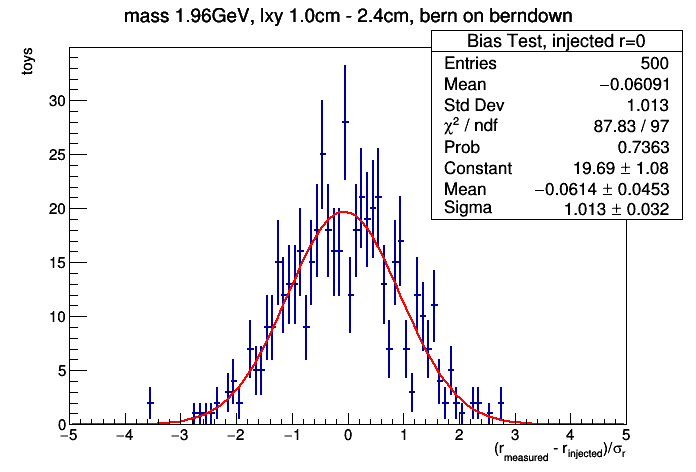 mass 1.96GeV, lxy 1.0cm - 2.4cm, bern on berndown
Bias Test, injected r=0
Entries 500
Mean −0.06091
Std Dev 1.013
χ² / ndf 87.83 / 97
Prob 0.7363
Constant 19.69 ± 1.08
Mean −0.0614 ± 0.0453
Sigma 1.013 ± 0.032
toys
30
25
20
15
10
5
0
−5 −4 −3 −2 −1 0 1 2 3 4 5
(r_measured - r_injected)/σ_r